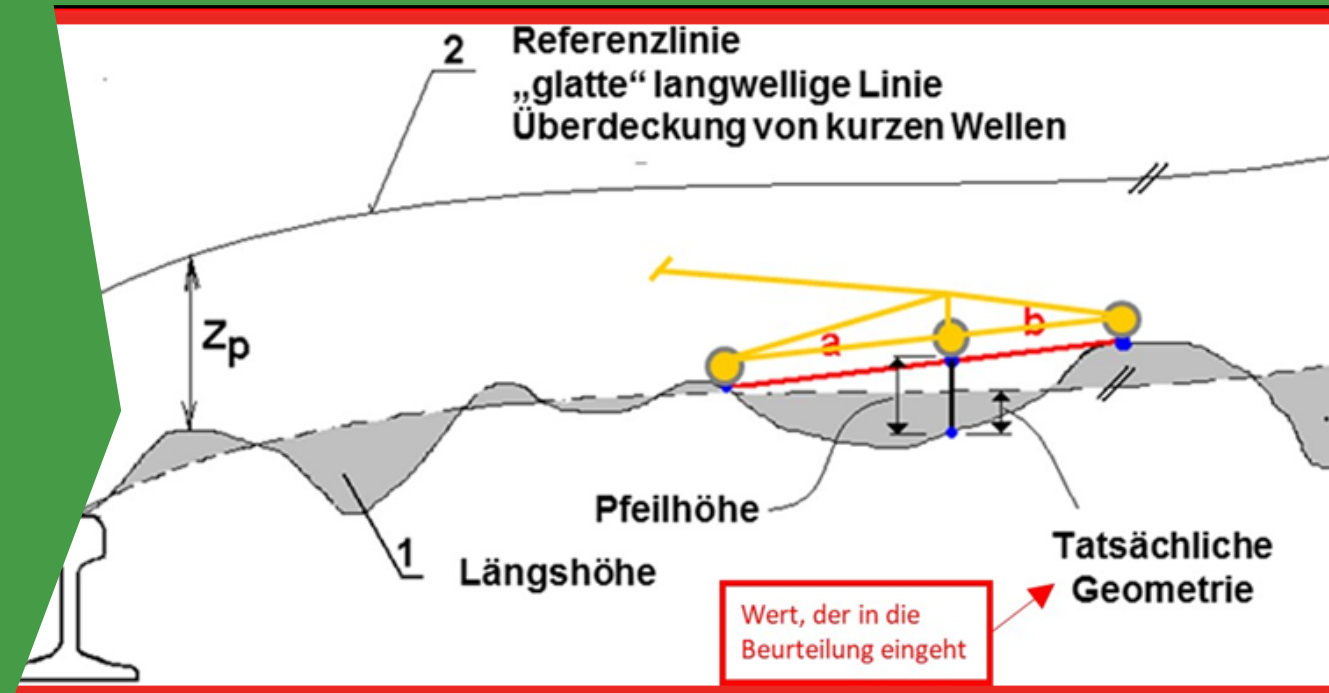 2
Referenzlinie
„glatte“ langwellige Linie
Überdeckung von kurzen Wellen
Zp
a
b
Pfeilhöhe
1
Längshöhe
Tatsächliche
Geometrie
Wert, der in die
Beurteilung eingeht